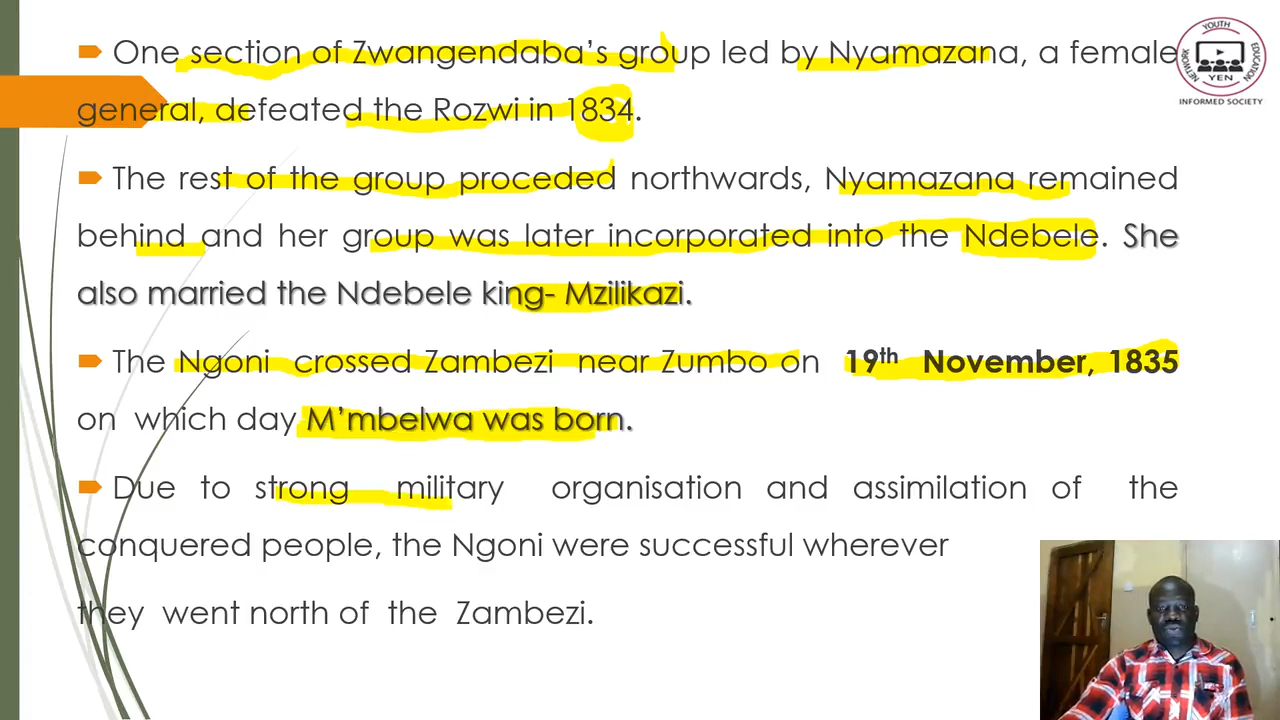 One section of Zwangendaba's group led by Nyamazana, a female
general, defeated the Rozwi in 1834.
The rest of the group proceded northwards, Nyamazana remained
behind and her group was later incorporated into the Ndebele. She
also married the Ndebele king- Mzilikazi.
The Ngoni crossed Zambezi near Zumbo on 19th November, 1835
on which day M'mbelwa was born.
Due to strong military organisation and assimilation of the
conquered people, the Ngoni were successful wherever
they went north of the Zambezi.
YOUTH
EDUCATION
NETWORK
YEN
INFORMED SOCIETY